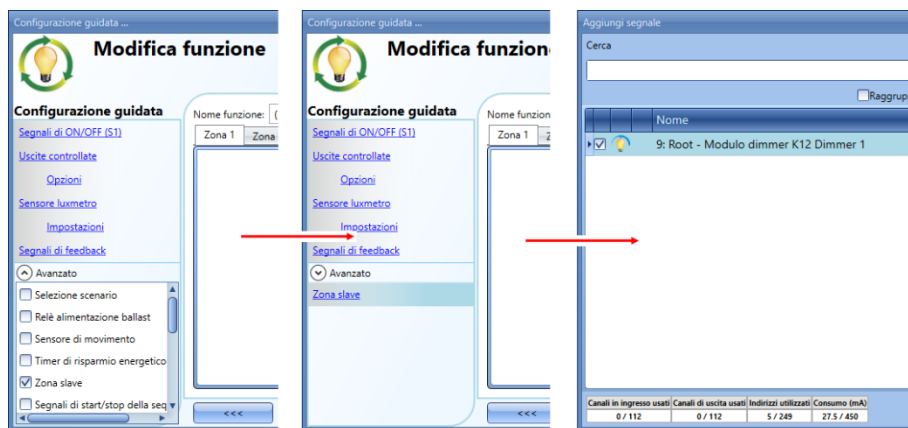 Configurazione guidata ...
Modifica funzione
Configurazione guidata
Segnali di ON/OFF (S1)
Uscite controllate
Opzioni
Sensore luxmetro
Impostazioni
Segnali di feedback
Avanzato
Selezione scenario
Relè alimentazione ballast
Sensore di movimento
Timer di risparmio energetico
Zona slave
Segnali di start/stop della seq
Nome funzione: (
Zona 1 Zona
<<<
Configurazione guidata ...
Modifica funzion
Configurazione guidata
Segnali di ON/OFF (S1)
Uscite controllate
Opzioni
Sensore luxmetro
Impostazioni
Segnali di feedback
Avanzato
Zona slave
Nome funzion
Zona 1
<<<
Aggiungi segnale
Cerca
Raggrup
Nome
9: Root - Modulo dimmer K12 Dimmer 1
Canali in ingresso usati Canali di uscita usati Indirizzi utilizzati Consumo (mA)
0 / 112 0 / 112 5 / 249 27.5 / 450